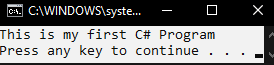 C:\WINDOWS\syste...
This is my first C# Program
Press any key to continue . . .